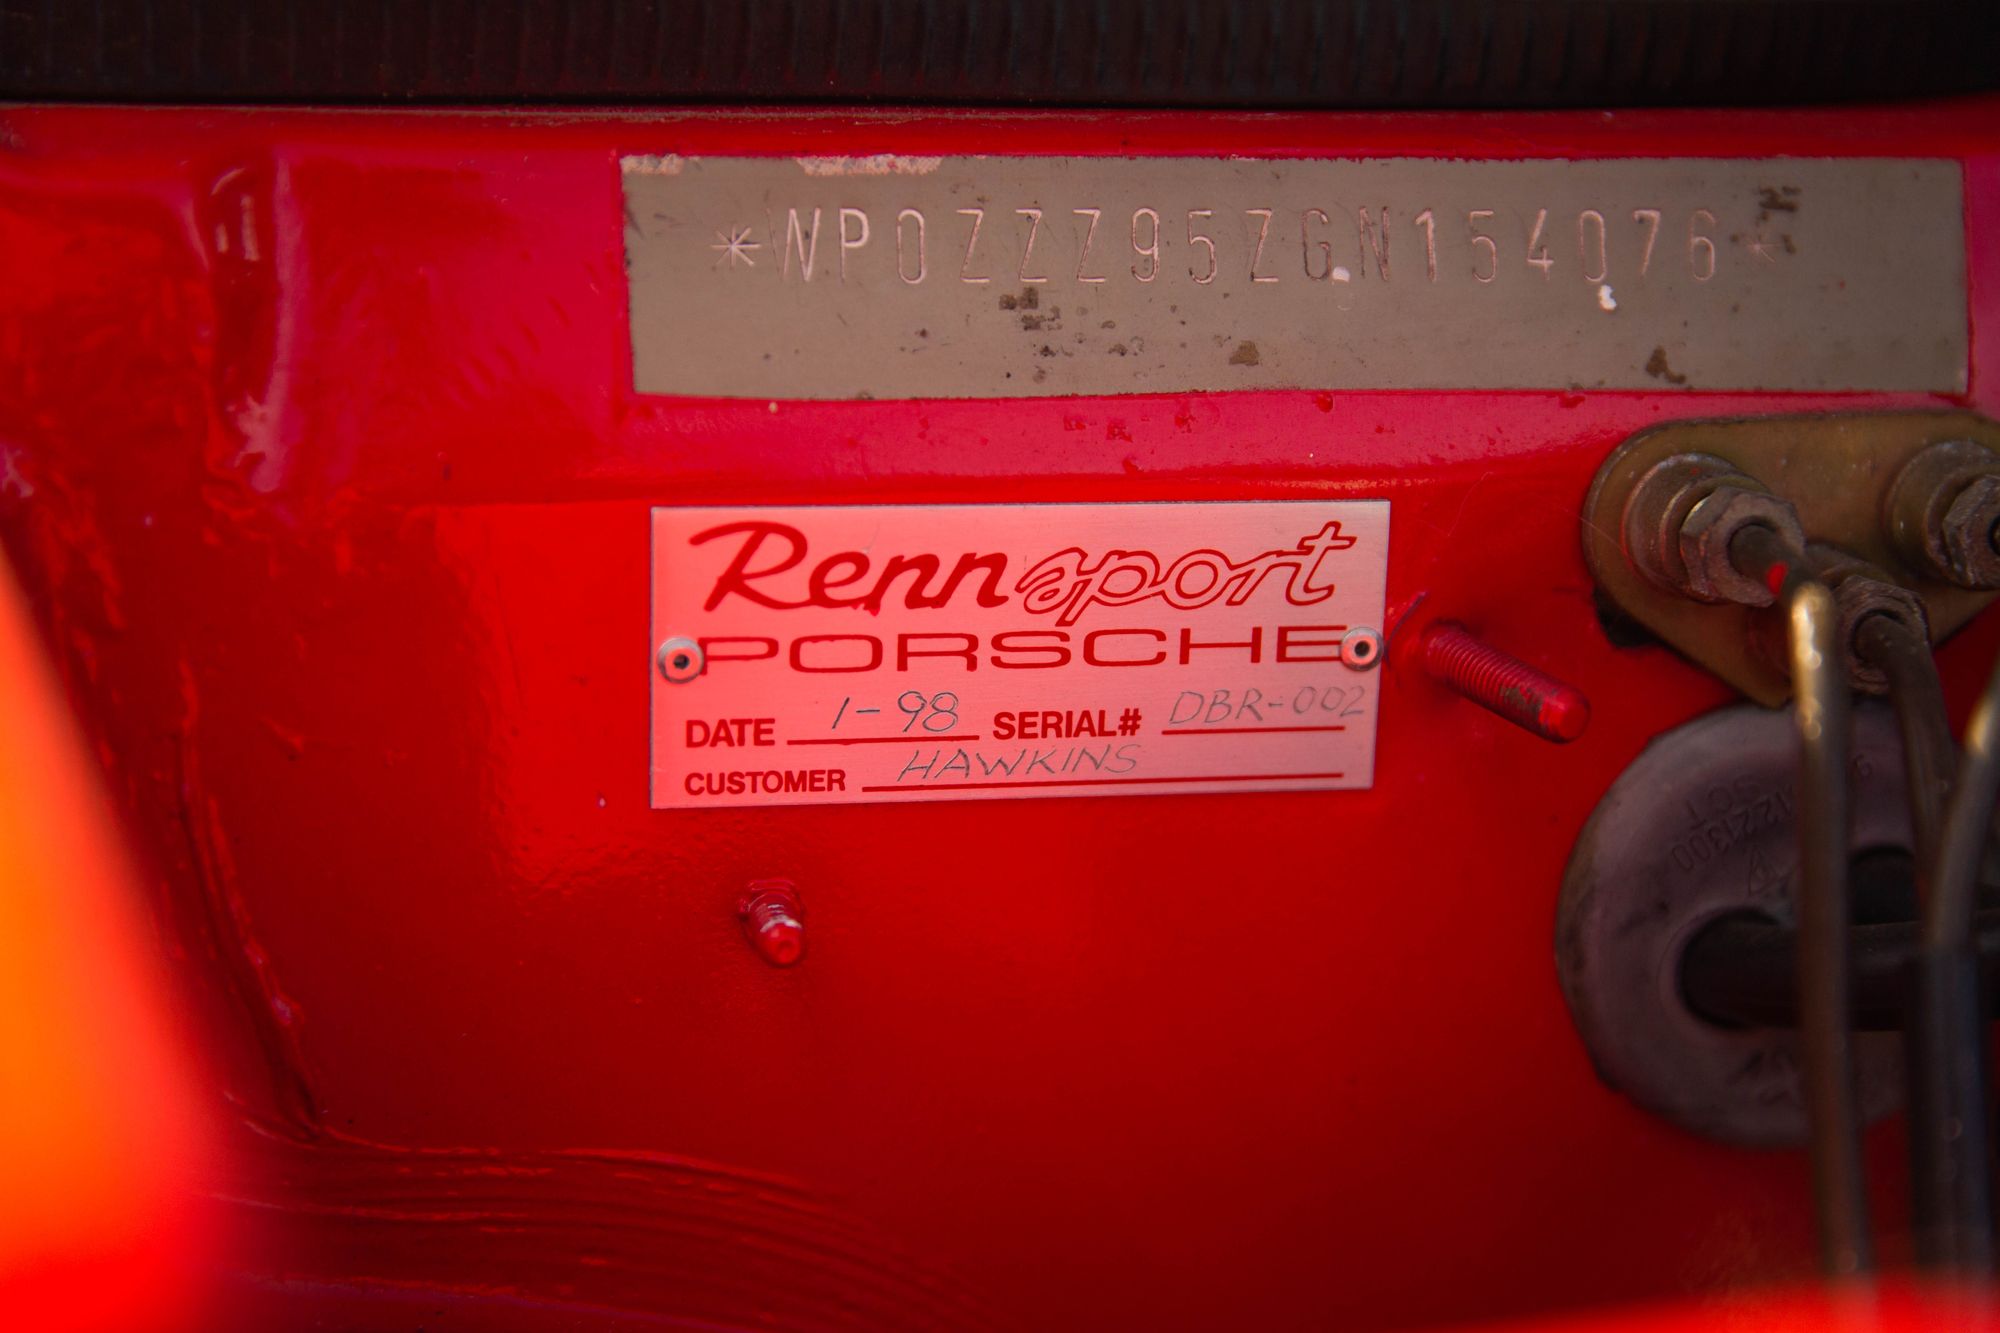 *WP0ZZZ95ZGN154076*
Rennsport
PORSCHE
DATE 1-98 SERIAL# DBR-002
CUSTOMER HAWKINS